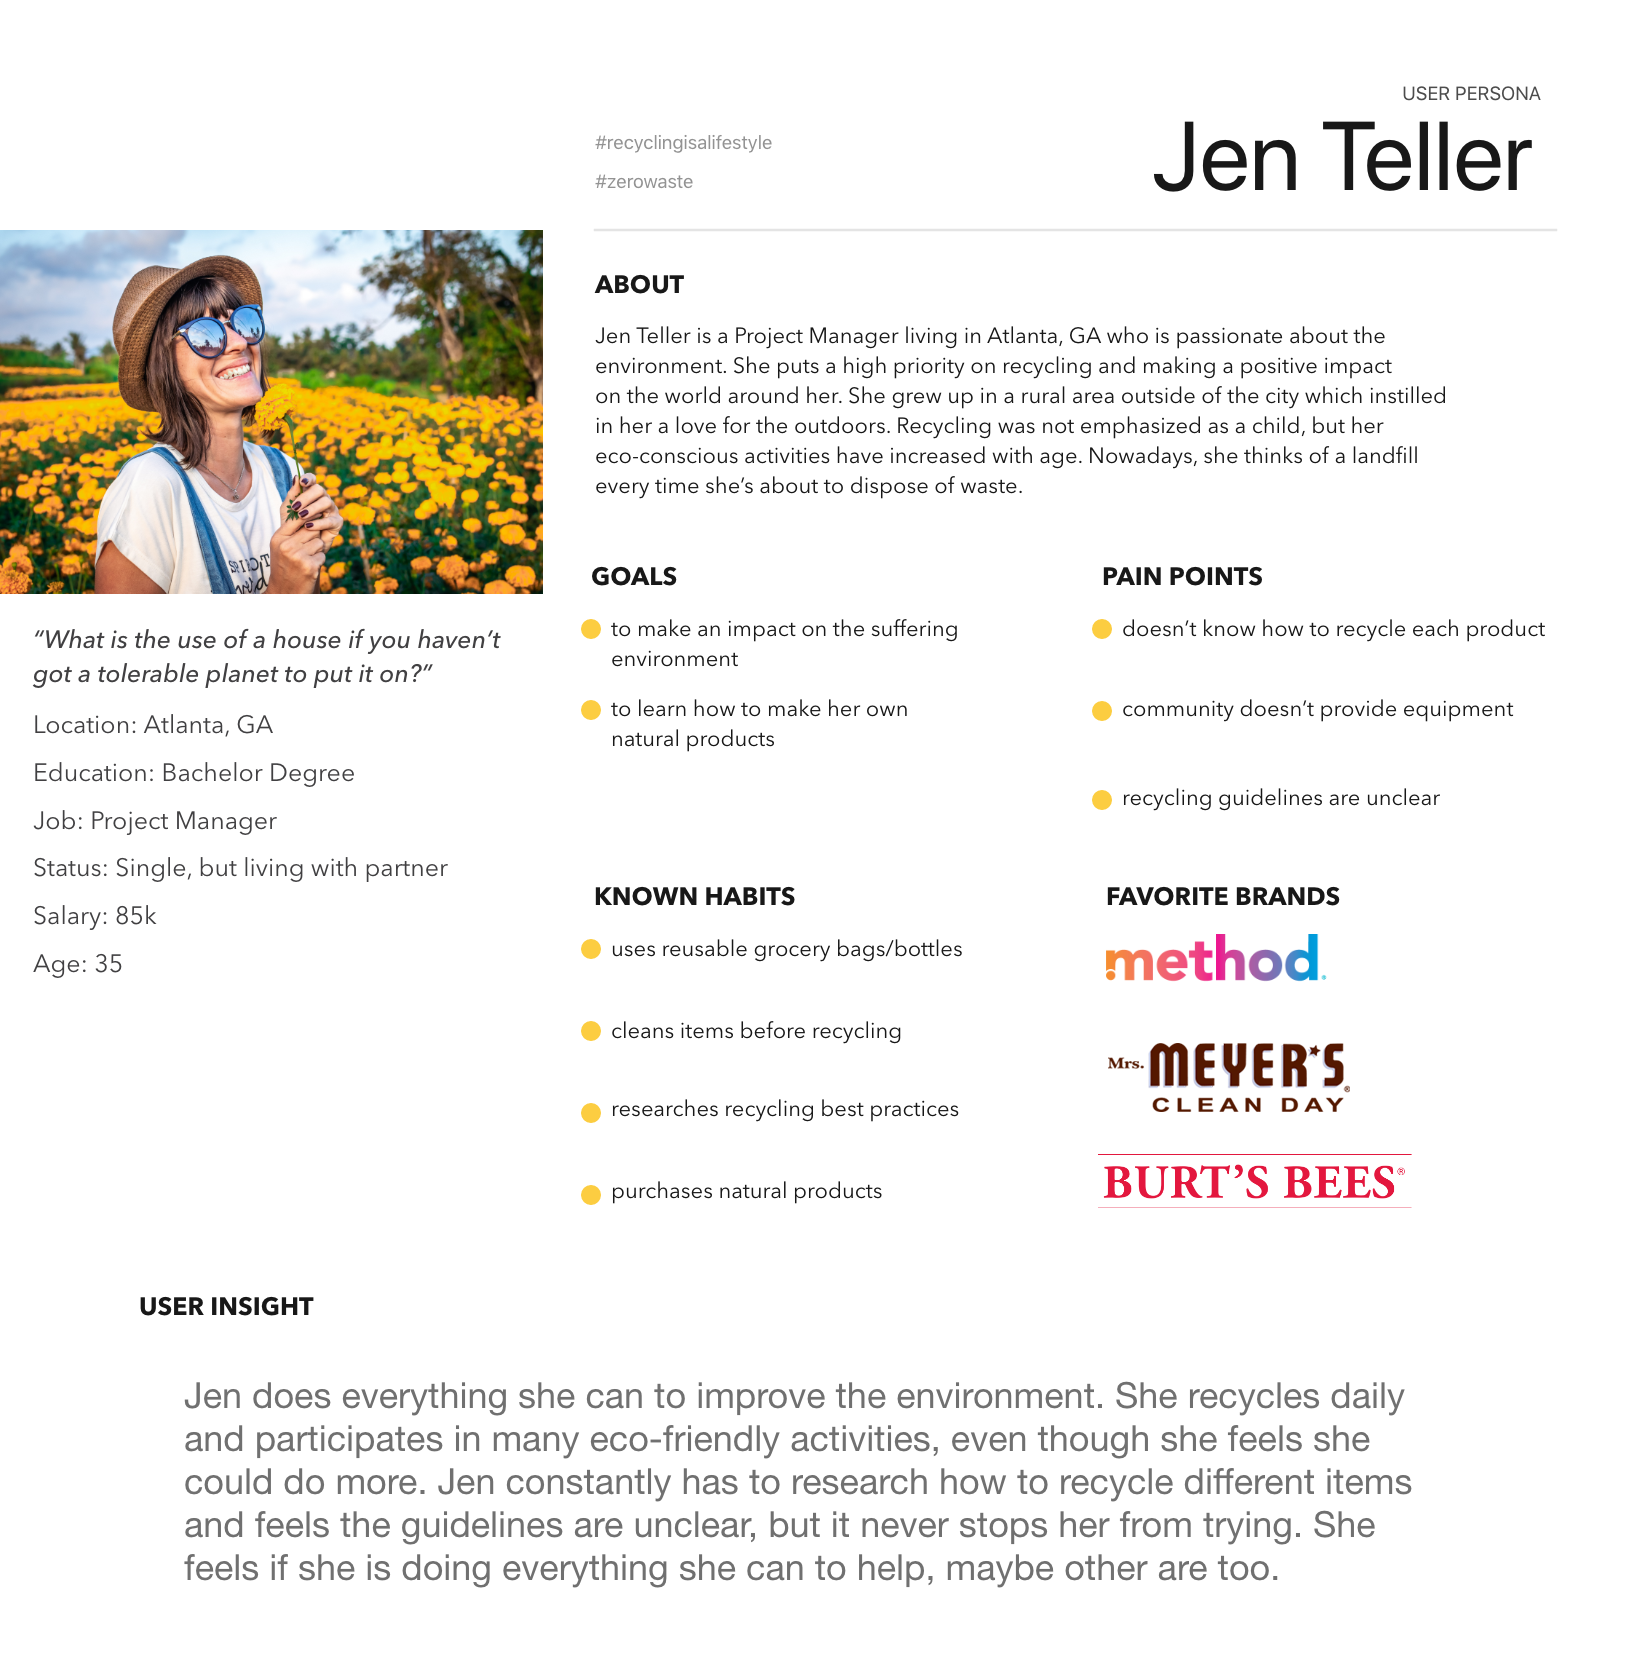 USER PERSONA
Jen Teller
#recyclingisalifestyle
#zerowaste
ABOUT
Jen Teller is a Project Manager living in Atlanta, GA who is passionate about the
environment. She puts a high priority on recycling and making a positive impact
on the world around her. She grew up in a rural area outside of the city which instilled
in her a love for the outdoors. Recycling was not emphasized as a child, but her
eco-conscious activities have increased with age. Nowadays, she thinks of a landfill
every time she’s about to dispose of waste.
“What is the use of a house if you haven’t
got a tolerable planet to put it on?”
Location: Atlanta, GA
Education: Bachelor Degree
Job: Project Manager
Status: Single, but living with partner
Salary: 85k
Age: 35
GOALS
to make an impact on the suffering
environment
to learn how to make her own
natural products
PAIN POINTS
doesn’t know how to recycle each product
community doesn’t provide equipment
recycling guidelines are unclear
KNOWN HABITS
uses reusable grocery bags/bottles
cleans items before recycling
researches recycling best practices
purchases natural products
FAVORITE BRANDS
method.
Mrs. MEYER'S®
CLEAN DAY
BURT'S BEES®
USER INSIGHT
Jen does everything she can to improve the environment. She recycles daily
and participates in many eco-friendly activities, even though she feels she
could do more. Jen constantly has to research how to recycle different items
and feels the guidelines are unclear, but it never stops her from trying. She
feels if she is doing everything she can to help, maybe other are too.